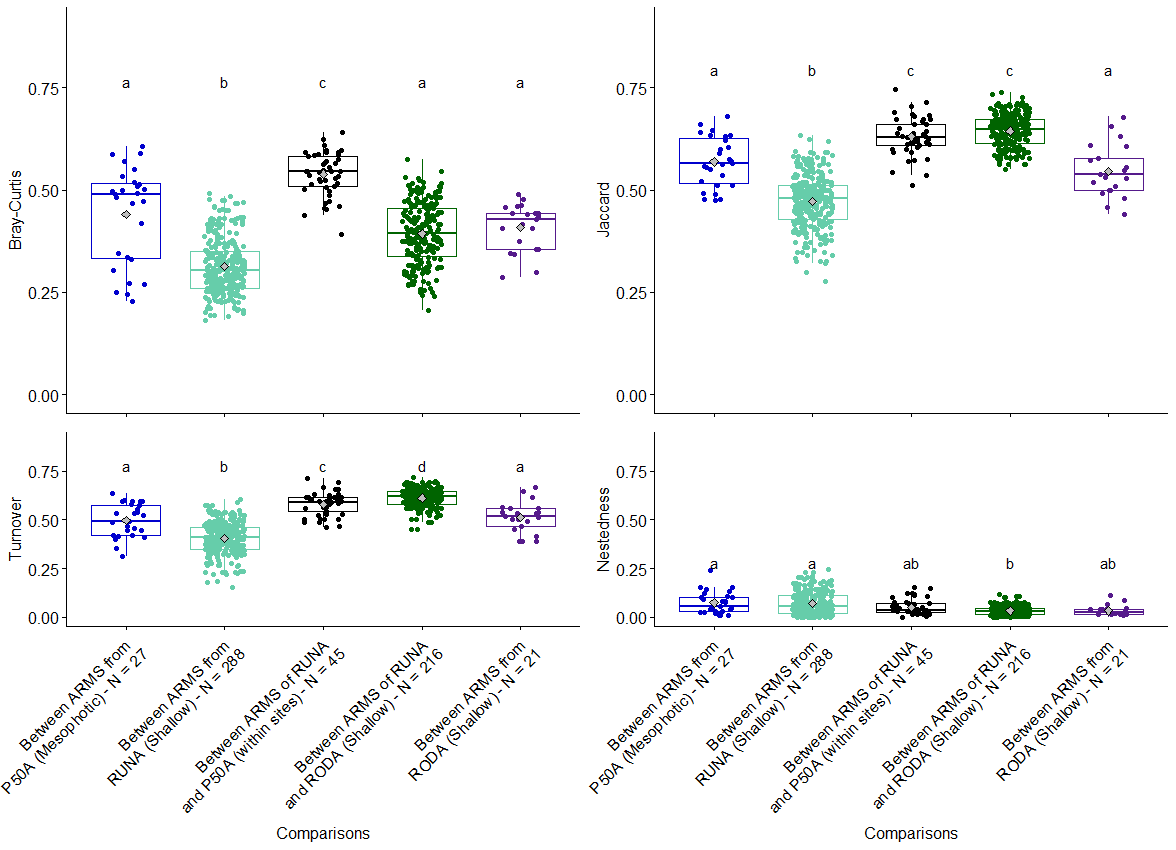 a b c a a
0.75
0.50
0.25
0.00
Bray-Curtis
a b c c a
0.75
0.50
0.25
0.00
Jaccard
a b c d a
0.75
0.50
0.25
0.00
Turnover
a a ab b ab
0.75
0.50
0.25
0.00
Nestedness
Between ARMS from
P50A (Mesophotic) - N = 27
Between ARMS from
RUNA (Shallow) - N = 288
Between ARMS of RUNA
and P50A (within sites) - N = 45
Between ARMS of RUNA
and RODA (Shallow) - N = 216
Between ARMS from
RODA (Shallow) - N = 21
Comparisons
Between ARMS from
P50A (Mesophotic) - N = 27
Between ARMS from
RUNA (Shallow) - N = 288
Between ARMS of RUNA
and P50A (within sites) - N = 45
Between ARMS of RUNA
and RODA (Shallow) - N = 216
Between ARMS from
RODA (Shallow) - N = 21
Comparisons